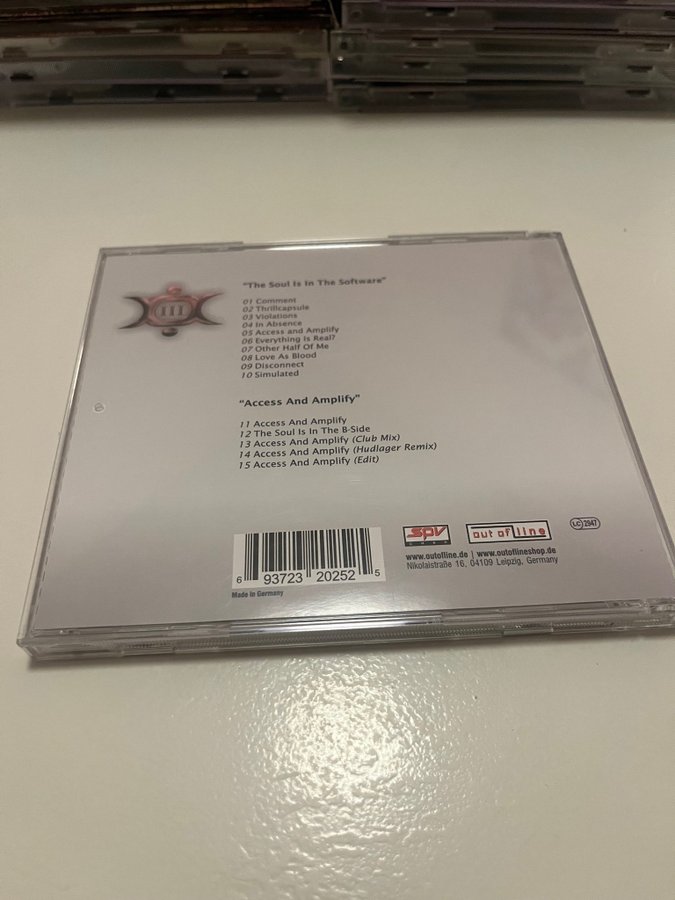 III
"The Soul Is In The Software"
01 Comment
02 Thrillcapsule
03 Violations
04 In Absence
05 Access and Amplify
06 Everything Is Real?
07 Other Half Of Me
08 Love As Blood
09 Disconnect
10 Simulated
"Access And Amplify"
11 Access And Amplify
12 The Soul Is In The B-Side
13 Access And Amplify (Club Mix)
14 Access And Amplify (Hudlager Remix)
15 Access And Amplify (Edit)
6 93723 20252 5
Made in Germany
SPV
out of line
LC 2947
www.outofline.de | www.outoflineshop.de
Nikolaistraße 16, 04109 Leipzig, Germany